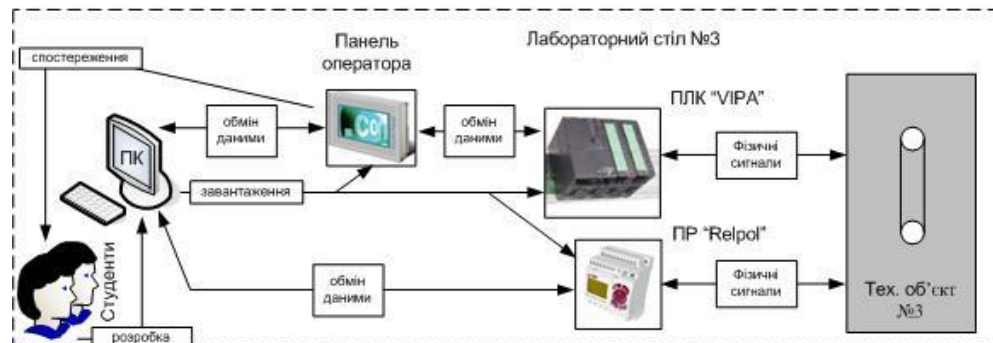 Панель
оператора
Лабораторний стіл №3
спостереження
ПЛК "VIPA"
обмін
даними
обмін
даними
Фізичні
сигнали
ПК
завантаження
ПР "Relpol"
Студенти
обмін
даними
Фізичні
сигнали
Тех. об'єкт
№3
розробка